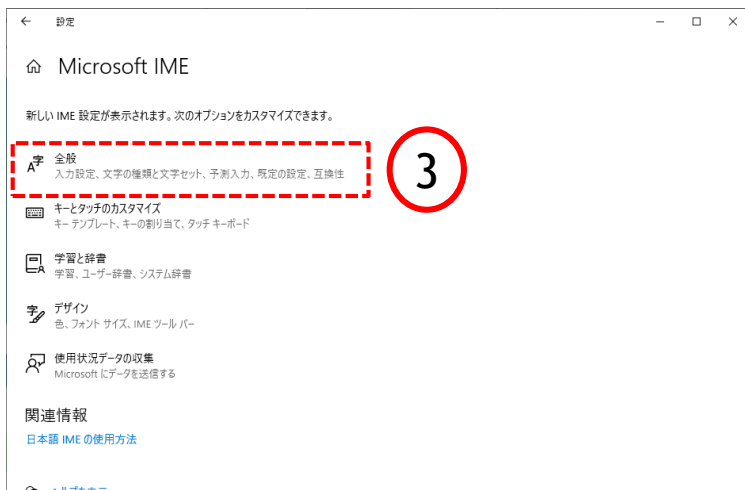 設定
Microsoft IME
新しい IME 設定が表示されます。次のオプションをカスタマイズできます。
全般
入力設定、文字の種類と文字セット、予測入力、既定の設定、互換性
3
キーとタッチのカスタマイズ
キー テンプレート、キーの割り当て、タッチ キーボード
学習と辞書
学習、ユーザー辞書、システム辞書
デザイン
色、フォント サイズ、IME ツール バー
使用状況データの収集
Microsoft にデータを送信する
関連情報
日本語 IME の使用方法